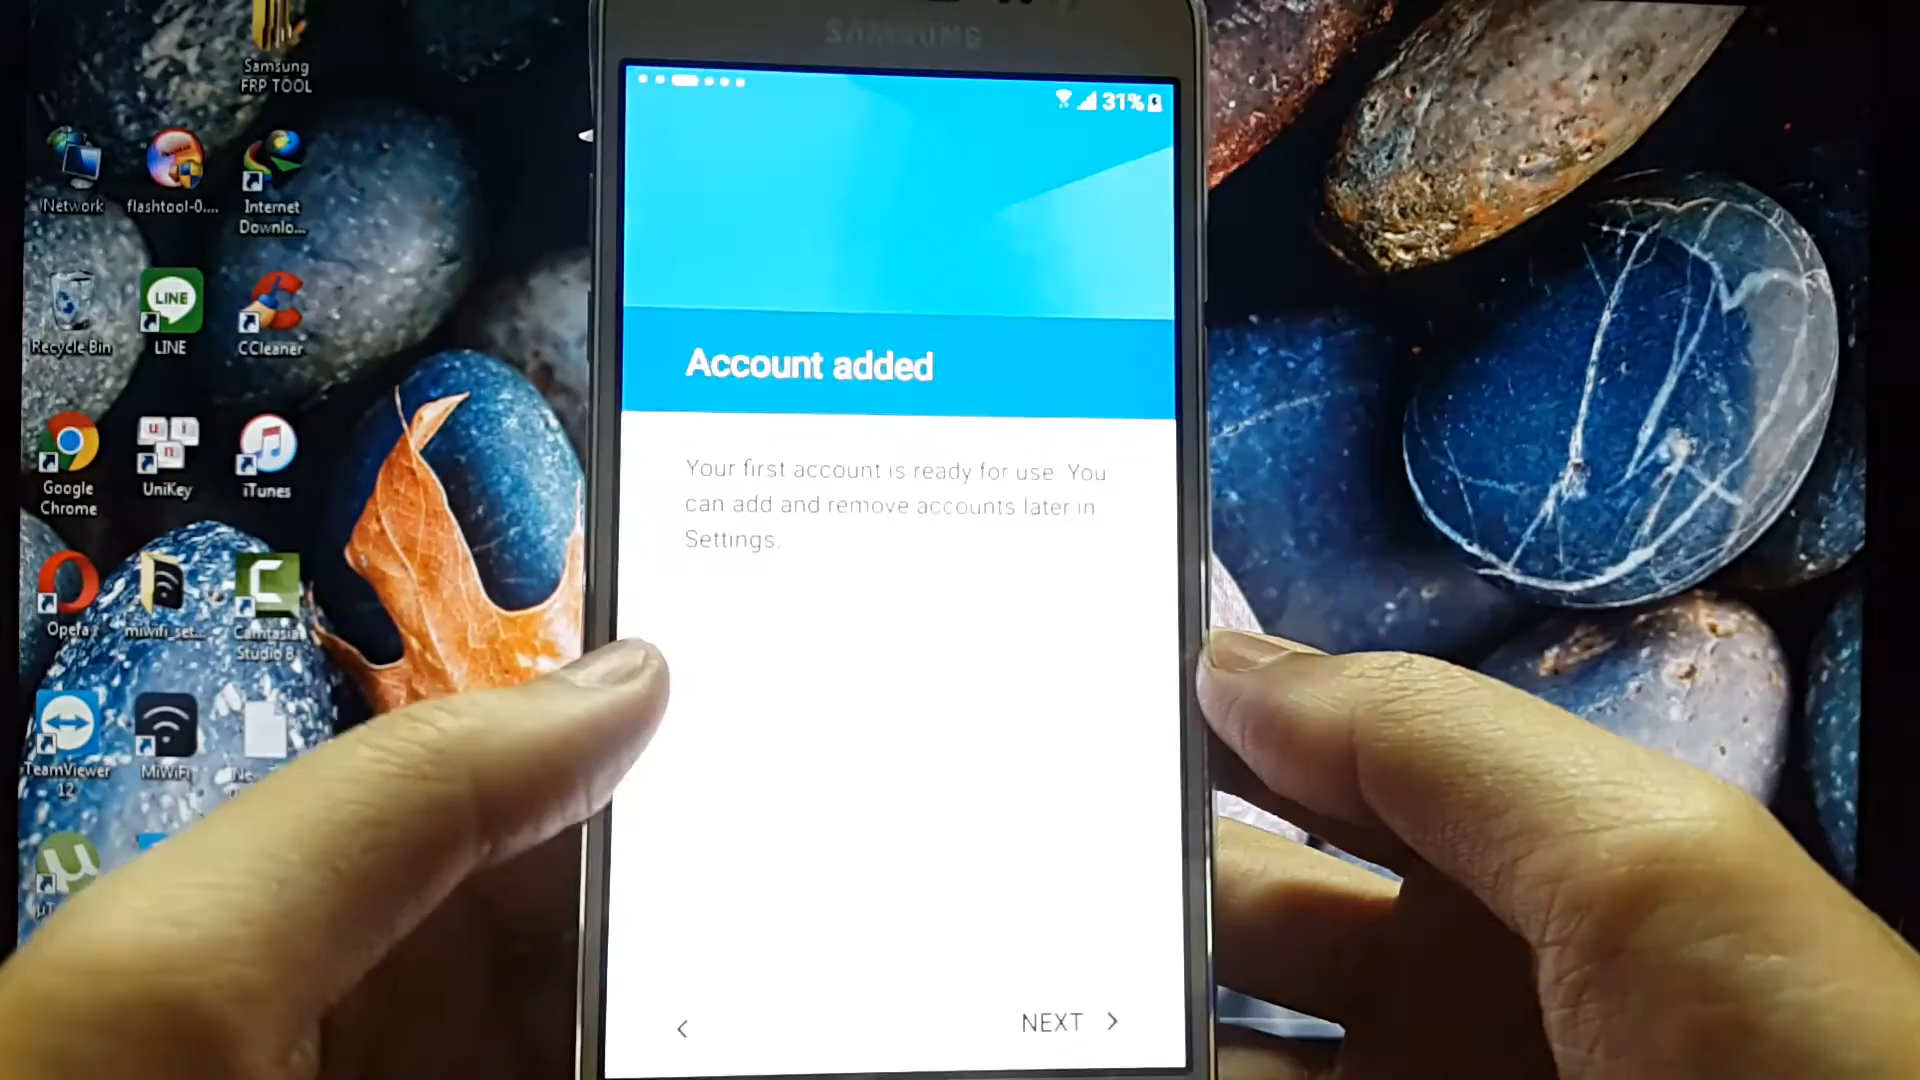 Samsung
FRP TOOL
Network
flashtool-0....
Internet
Downlo...
Recycle Bin
LINE
LINE
CCleaner
Google
Chrome
UniKey
iTunes
Opera
miwifi_set...
Camtasia
Studio 8
TeamViewer
12
MiWiFi
Ne...
SAMSUNG
31%
Account added
Your first account is ready for use. You
can add and remove accounts later in
Settings.
NEXT